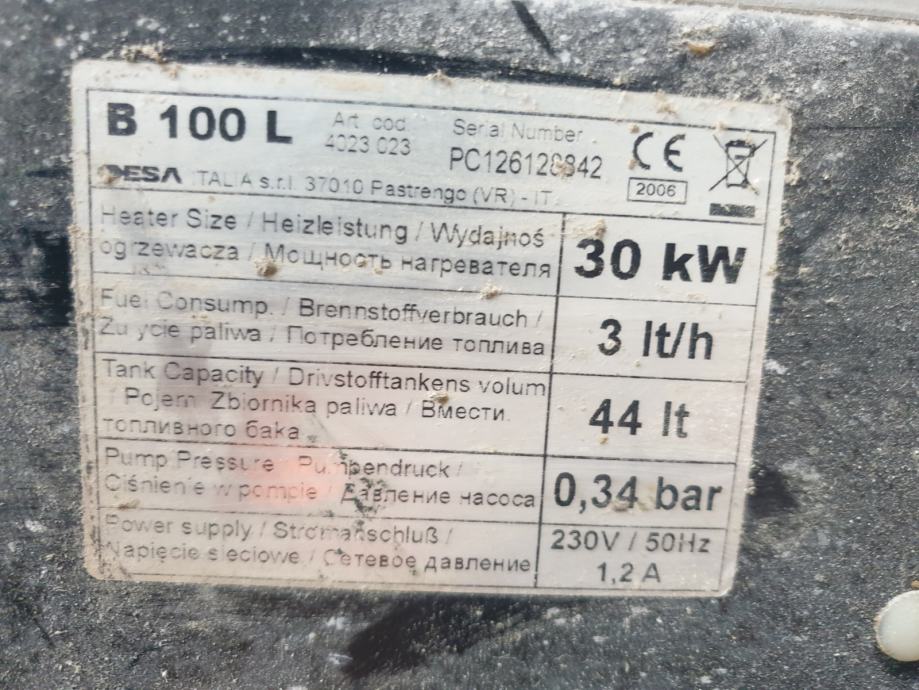 B 100 L
Art. cod.
4023 023
Serial Number
PC126128842
CE
2006
DESA ITALIA s.r.l. 37010 Pastrengo (VR) - IT
Heater Size / Heizleistung / Wydajnoś
ogrzewacza / Мощность нагревателя
30 kW
Fuel Consump. / Brennstoffverbrauch /
Zu ycie paliwa / Потребление топлива
3 lt/h
Tank Capacity / Drivstofftankens volum
/ Pojem Zbiornika paliwa / Вмести.
топливного бака
44 lt
Pump Pressure / Pumpendruck /
Ciśnienie w pompie / Давление насоса
0,34 bar
Power supply / Stromanschluß /
Napięcie sieciowe / Сетевое давление
230V / 50Hz
1,2 A